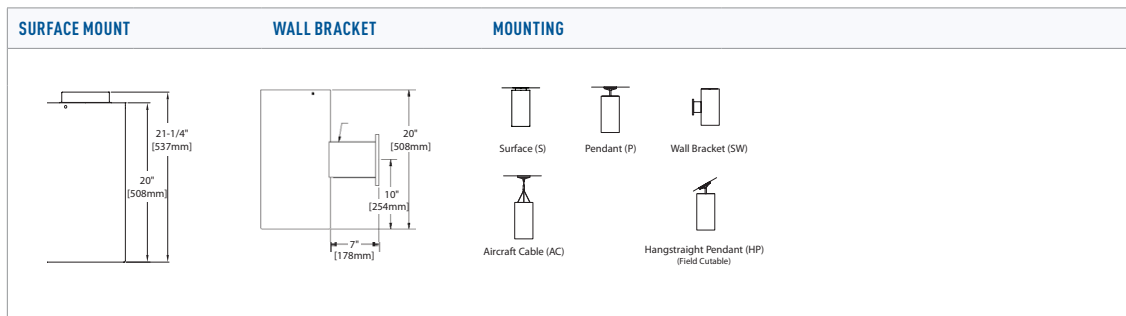 SURFACE MOUNT
WALL BRACKET
MOUNTING
21-1/4"
[537mm]
20"
[508mm]
20"
[508mm]
10"
[254mm]
7"
[178mm]
Surface (S)
Pendant (P)
Wall Bracket (SW)
Aircraft Cable (AC)
Hangstraight Pendant (HP)
(Field Cutable)